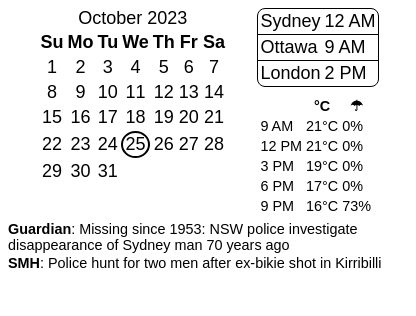 October 2023
Su Mo Tu We Th Fr Sa
1 2 3 4 5 6 7
8 9 10 11 12 13 14
15 16 17 18 19 20 21
22 23 24 25 26 27 28
29 30 31
Sydney 12 AM
Ottawa 9 AM
London 2 PM
°C ☂
9 AM 21°C 0%
12 PM 21°C 0%
3 PM 19°C 0%
6 PM 17°C 0%
9 PM 16°C 73%
Guardian: Missing since 1953: NSW police investigate
disappearance of Sydney man 70 years ago
SMH: Police hunt for two men after ex-bikie shot in Kirribilli